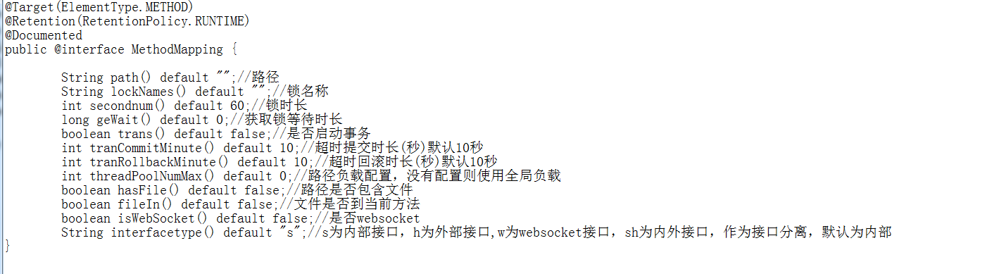 @Target(ElementType.METHOD)
@Retention(RetentionPolicy.RUNTIME)
@Documented
public @interface MethodMapping {
String path() default "";//路径
String lockNames() default "";//锁名称
int secondnum() default 60;//锁时长
long geWait() default 0;//获取锁等待时长
boolean trans() default false;//是否启动事务
int tranCommitMinute() default 10;//超时提交时长(秒)默认10秒
int tranRollbackMinute() default 10;//超时回滚时长(秒)默认10秒
int threadPoolNumMax() default 0;//路径负载配置，没有配置则使用全局负载
boolean hasFile() default false;//路径是否包含文件
boolean fileIn() default false;//文件是否到当前方法
boolean isWebSocket() default false;//是否websocket
String interfacetype() default "s";//s为内部接口，h为外部接口,w为websocket接口，sh为内外接口，作为接口分离，默认为内部
}